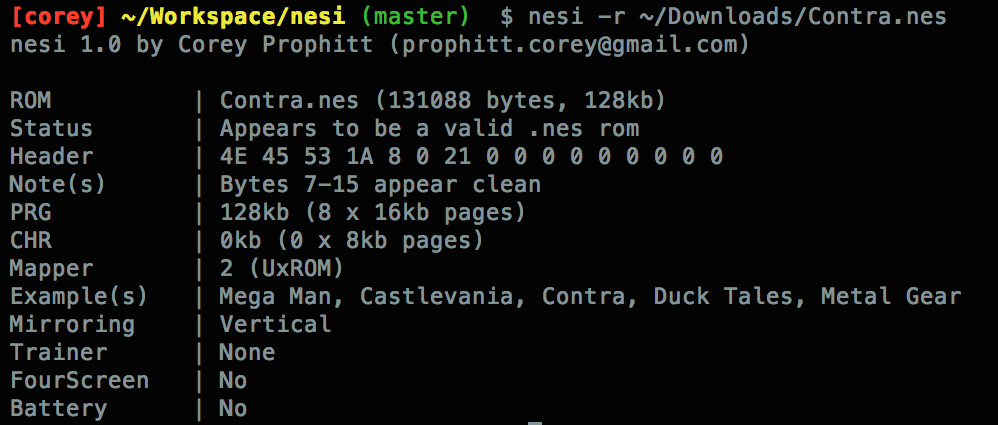 [corey] ~/Workspace/nesi (master)  $ nesi -r ~/Downloads/Contra.nes
nesi 1.0 by Corey Prophitt (prophitt.corey@gmail.com)
ROM | Contra.nes (131088 bytes, 128kb)
Status | Appears to be a valid .nes rom
Header | 4E 45 53 1A 8 0 21 0 0 0 0 0 0 0 0 0
Note(s) | Bytes 7-15 appear clean
PRG | 128kb (8 x 16kb pages)
CHR | 0kb (0 x 8kb pages)
Mapper | 2 (UxROM)
Example(s) | Mega Man, Castlevania, Contra, Duck Tales, Metal Gear
Mirroring | Vertical
Trainer | None
FourScreen | No
Battery | No